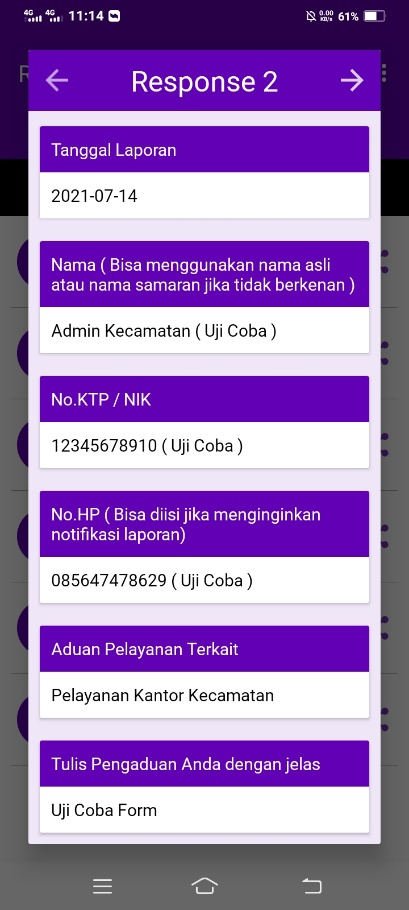 4G 4G 11:14 0.00 KB/s 61%
R
Response 2
Tanggal Laporan
2021-07-14
Nama ( Bisa menggunakan nama asli
atau nama samaran jika tidak berkenan )
Admin Kecamatan ( Uji Coba )
No.KTP / NIK
12345678910 ( Uji Coba )
No.HP ( Bisa diisi jika menginginkan
notifikasi laporan)
085647478629 ( Uji Coba )
Aduan Pelayanan Terkait
Pelayanan Kantor Kecamatan
Tulis Pengaduan Anda dengan jelas
Uji Coba Form